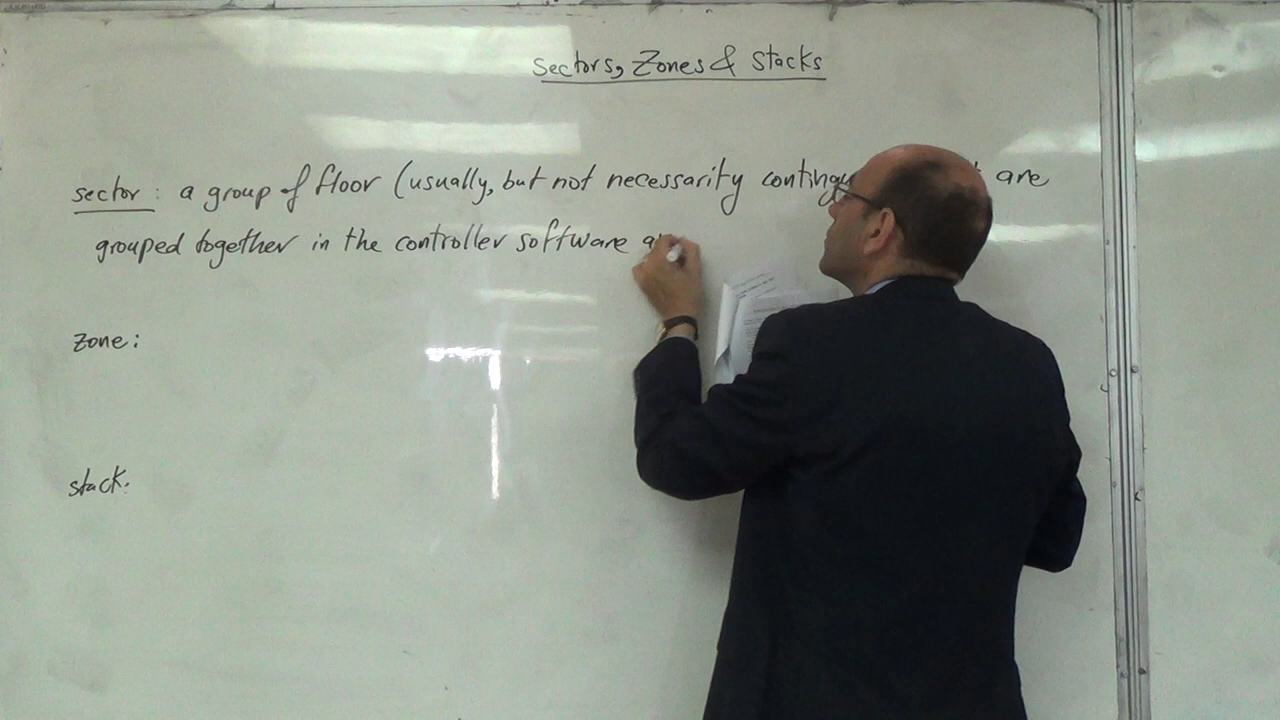 Sectors, Zones & Stacks
sector : a group of floor (usually, but not necessarity contingu are
grouped together in the controller software a
zone :
stack.